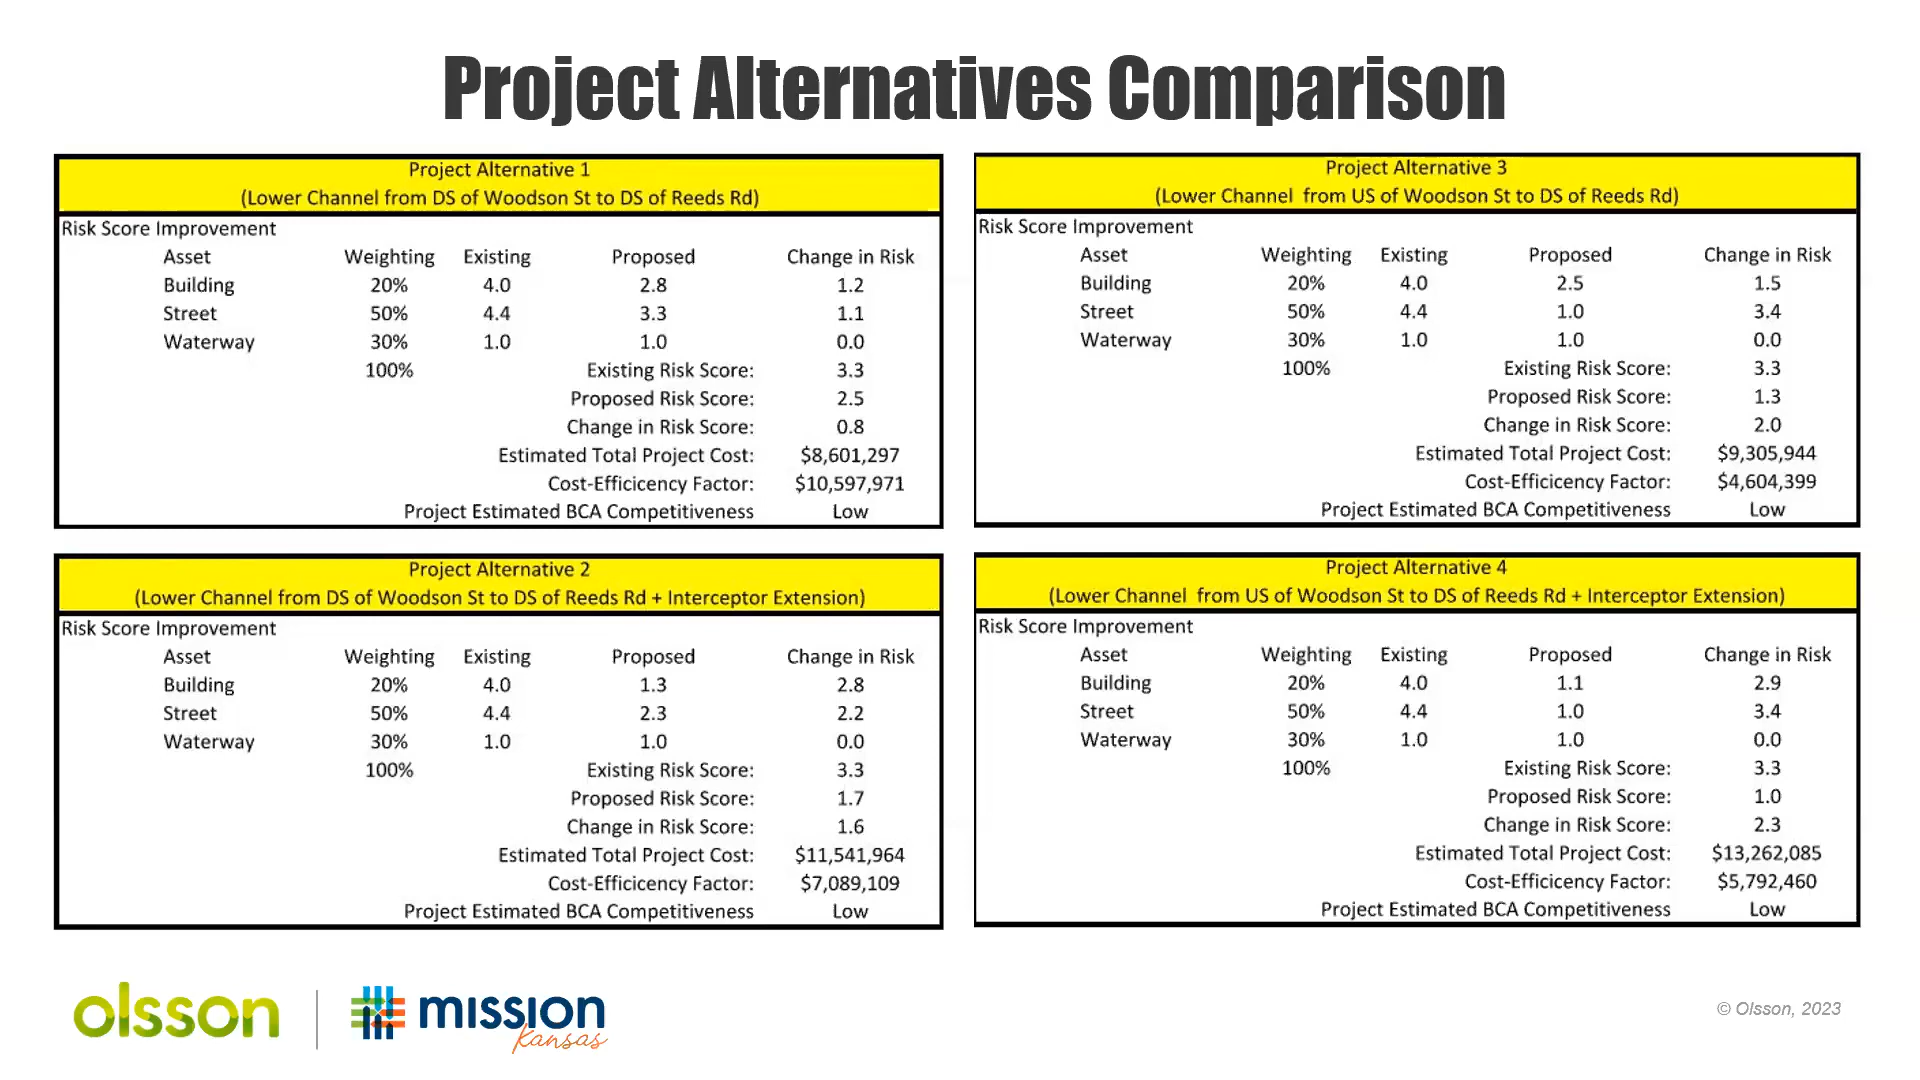 Project Alternatives Comparison
Project Alternative 1
(Lower Channel from DS of Woodson St to DS of Reeds Rd)
Risk Score Improvement
Asset Weighting Existing Proposed Change in Risk
Building 20% 4.0 2.8 1.2
Street 50% 4.4 3.3 1.1
Waterway 30% 1.0 1.0 0.0
100% Existing Risk Score: 3.3
Proposed Risk Score: 2.5
Change in Risk Score: 0.8
Estimated Total Project Cost: $8,601,297
Cost-Efficicency Factor: $10,597,971
Project Estimated BCA Competitiveness Low
Project Alternative 3
(Lower Channel from US of Woodson St to DS of Reeds Rd)
Risk Score Improvement
Asset Weighting Existing Proposed Change in Risk
Building 20% 4.0 2.5 1.5
Street 50% 4.4 1.0 3.4
Waterway 30% 1.0 1.0 0.0
100% Existing Risk Score: 3.3
Proposed Risk Score: 1.3
Change in Risk Score: 2.0
Estimated Total Project Cost: $9,305,944
Cost-Efficicency Factor: $4,604,399
Project Estimated BCA Competitiveness Low
Project Alternative 2
(Lower Channel from DS of Woodson St to DS of Reeds Rd + Interceptor Extension)
Risk Score Improvement
Asset Weighting Existing Proposed Change in Risk
Building 20% 4.0 1.3 2.8
Street 50% 4.4 2.3 2.2
Waterway 30% 1.0 1.0 0.0
100% Existing Risk Score: 3.3
Proposed Risk Score: 1.7
Change in Risk Score: 1.6
Estimated Total Project Cost: $11,541,964
Cost-Efficicency Factor: $7,089,109
Project Estimated BCA Competitiveness Low
Project Alternative 4
(Lower Channel from US of Woodson St to DS of Reeds Rd + Interceptor Extension)
Risk Score Improvement
Asset Weighting Existing Proposed Change in Risk
Building 20% 4.0 1.1 2.9
Street 50% 4.4 1.0 3.4
Waterway 30% 1.0 1.0 0.0
100% Existing Risk Score: 3.3
Proposed Risk Score: 1.0
Change in Risk Score: 2.3
Estimated Total Project Cost: $13,262,085
Cost-Efficicency Factor: $5,792,460
Project Estimated BCA Competitiveness Low
olsson
mission
kansas
© Olsson, 2023